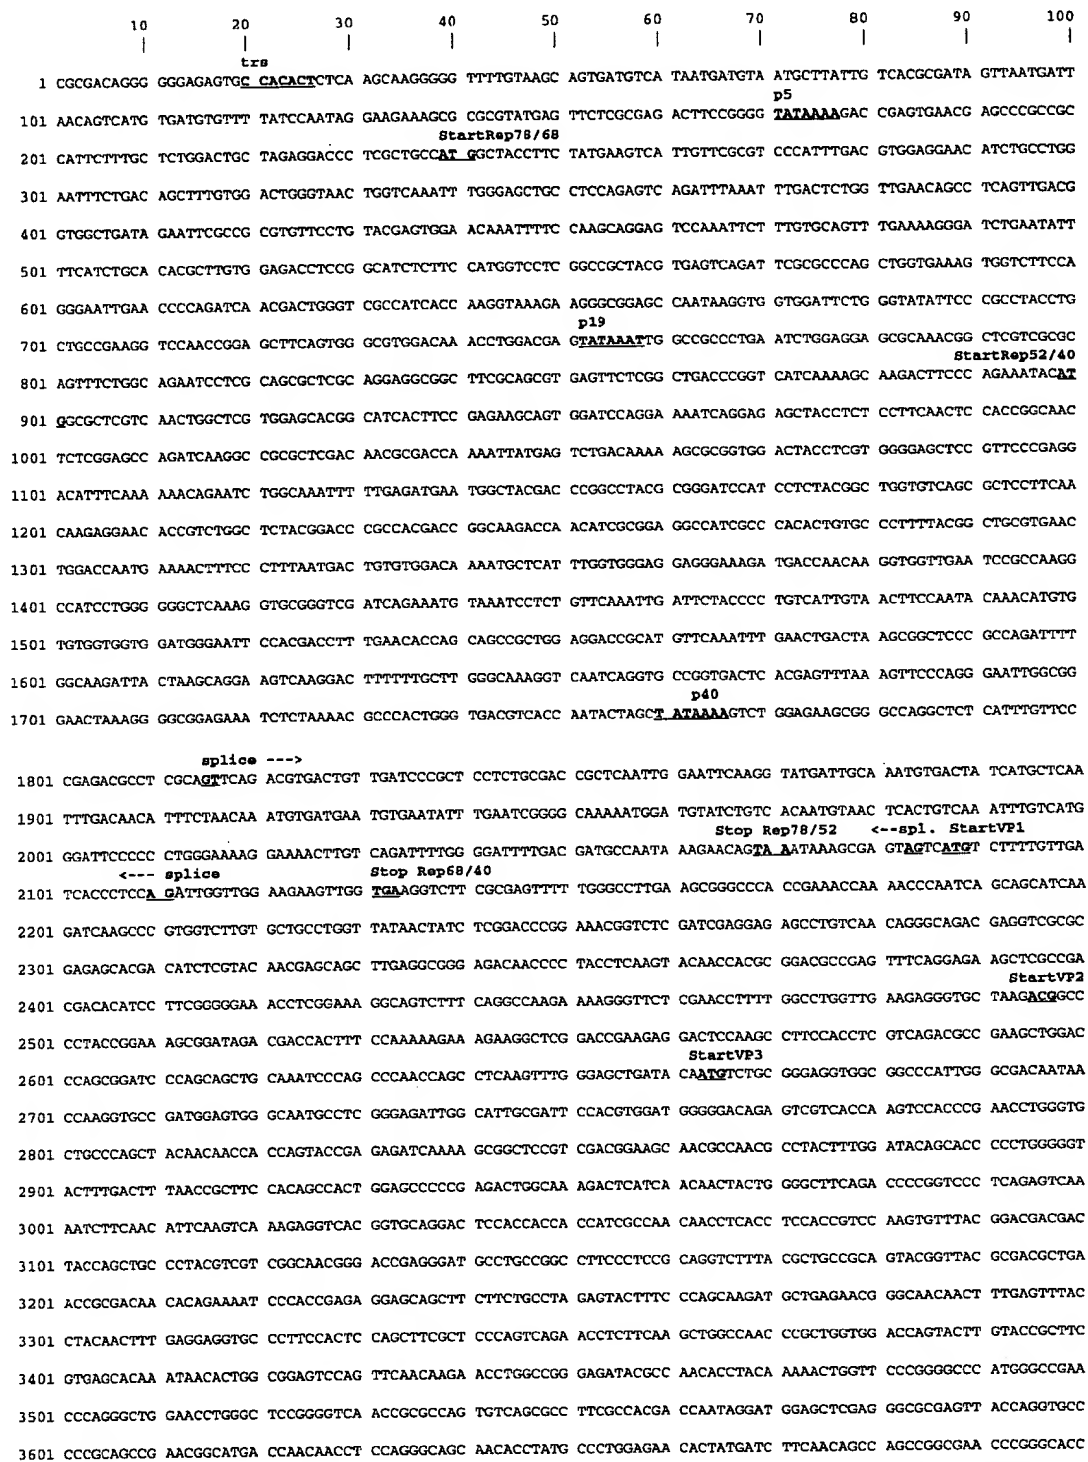 10 20 30 40 50 60 70 80 90 100
trs
1 CGCGACAGGG GGGAGAGTGC CACACTCTCA AGCAAGGGGG TTTTGTAAGC AGTGATGTCA TAATGATGTA ATGCTTATTG TCACGCGATA GTTAATGATT
p5
101 AACAGTCATG TGATGTGTTT TATCCAATAG GAAGAAAGCG CGCGTATGAG TTCTCGCGAG ACTTCCGGGG TATAAAAGAC CGAGTGAACG AGCCCGCCGC
StartRep78/68
201 CATTCTTTGC TCTGGACTGC TAGAGGACCC TCGCTGCCAT GGCTACCTTC TATGAAGTCA TTGTTCGCGT CCCATTTGAC GTGGAGGAAC ATCTGCCTGG
301 AATTTCTGAC AGCTTTGTGG ACTGGGTAAC TGGTCAAATT TGGGAGCTGC CTCCAGAGTC AGATTTAAAT TTGACTCTGG TTGAACAGCC TCAGTTGACG
401 GTGGCTGATA GAATTCGCCG CGTGTTCCTG TACGAGTGGA ACAAATTTTC CAAGCAGGAG TCCAAATTCT TTGTGCAGTT TGAAAAGGGA TCTGAATATT
501 TTCATCTGCA CACGCTTGTG GAGACCTCCG GCATCTCTTC CATGGTCCTC GGCCGCTACG TGAGTCAGAT TCGCGCCCAG CTGGTGAAAG TGGTCTTCCA
601 GGGAATTGAA CCCCAGATCA ACGACTGGGT CGCCATCACC AAGGTAAAGA AGGGCGGAGC CAATAAGGTG GTGGATTCTG GGTATATTCC CGCCTACCTG
p19
701 CTGCCGAAGG TCCAACCGGA GCTTCAGTGG GCGTGGACAA ACCTGGACGA GTATAAATTG GCCGCCCTGA ATCTGGAGGA GCGCAAACGG CTCGTCGCGC
StartRep52/40
801 AGTTTCTGGC AGAATCCTCG CAGCGCTCGC AGGAGGCGGC TTCGCAGCGT GAGTTCTCGG CTGACCCGGT CATCAAAAGC AAGACTTCCC AGAAATACAT
901 GGCGCTCGTC AACTGGCTCG TGGAGCACGG CATCACTTCC GAGAAGCAGT GGATCCAGGA AAATCAGGAG AGCTACCTCT CCTTCAACTC CACCGGCAAC
1001 TCTCGGAGCC AGATCAAGGC CGCGCTCGAC AACGCGACCA AAATTATGAG TCTGACAAAA AGCGCGGTGG ACTACCTCGT GGGGAGCTCC GTTCCCGAGG
1101 ACATTTCAAA AAACAGAATC TGGCAAATTT TTGAGATGAA TGGCTACGAC CCGGCCTACG CGGGATCCAT CCTCTACGGC TGGTGTCAGC GCTCCTTCAA
1201 CAAGAGGAAC ACCGTCTGGC TCTACGGACC CGCCACGACC GGCAAGACCA ACATCGCGGA GGCCATCGCC CACACTGTGC CCTTTTACGG CTGCGTGAAC
1301 TGGACCAATG AAAACTTTCC CTTTAATGAC TGTGTGGACA AAATGCTCAT TTGGTGGGAG GAGGGAAAGA TGACCAACAA GGTGGTTGAA TCCGCCAAGG
1401 CCATCCTGGG GGGCTCAAAG GTGCGGGTCG ATCAGAAATG TAAATCCTCT GTTCAAATTG ATTCTACCCC TGTCATTGTA ACTTCCAATA CAAACATGTG
1501 TGTGGTGGTG GATGGGAATT CCACGACCTT TGAACACCAG CAGCCGCTGG AGGACCGCAT GTTCAAATTT GAACTGACTA AGCGGCTCCC GCCAGATTTT
1601 GGCAAGATTA CTAAGCAGGA AGTCAAGGAC TTTTTTGCTT GGGCAAAGGT CAATCAGGTG CCGGTGACTC ACGAGTTTAA AGTTCCCAGG GAATTGGCGG
p40
1701 GAACTAAAGG GGCGGAGAAA TCTCTAAAAC GCCCACTGGG TGACGTCACC AATACTAGCT ATAAAAGTCT GGAGAAGCGG GCCAGGCTCT CATTTGTTCC
splice --->
1801 CGAGACGCCT CGCAGTTCAG ACGTGACTGT TGATCCCGCT CCTCTGCGAC CGCTCAATTG GAATTCAAGG TATGATTGCA AATGTGACTA TCATGCTCAA
1901 TTTGACAACA TTTCTAACAA ATGTGATGAA TGTGAATATT TGAATCGGGG CAAAAATGGA TGTATCTGTC ACAATGTAAC TCACTGTCAA ATTTGTCATG
Stop Rep78/52 <--spl. StartVP1
2001 GGATTCCCCC CTGGGAAAAG GAAAACTTGT CAGATTTTGG GGATTTTGAC GATGCCAATA AAGAACAGTA AATAAAGCGA GTAGTCATGT CTTTTGTTGA
<--- splice Stop Rep68/40
2101 TCACCCTCCA GATTGGTTGG AAGAAGTTGG TGAAGGTCTT CGCGAGTTTT TGGGCCTTGA AGCGGGCCCA CCGAAACCAA AACCCAATCA GCAGCATCAA
2201 GATCAAGCCC GTGGTCTTGT GCTGCCTGGT TATAACTATC TCGGACCCGG AAACGGTCTC GATCGAGGAG AGCCTGTCAA CAGGGCAGAC GAGGTCGCGC
2301 GAGAGCACGA CATCTCGTAC AACGAGCAGC TTGAGGCGGG AGACAACCCC TACCTCAAGT ACAACCACGC GGACGCCGAG TTTCAGGAGA AGCTCGCCGA
StartVP2
2401 CGACACATCC TTCGGGGGAA ACCTCGGAAA GGCAGTCTTT CAGGCCAAGA AAAGGGTTCT CGAACCTTTT GGCCTGGTTG AAGAGGGTGC TAAGACGGCC
2501 CCTACCGGAA AGCGGATAGA CGACCACTTT CCAAAAAGAA AGAAGGCTCG GACCGAAGAG GACTCCAAGC CTTCCACCTC GTCAGACGCC GAAGCTGGAC
StartVP3
2601 CCAGCGGATC CCAGCAGCTG CAAATCCCAG CCCAACCAGC CTCAAGTTTG GGAGCTGATA CAATGTCTGC GGGAGGTGGC GGCCCATTGG GCGACAATAA
2701 CCAAGGTGCC GATGGAGTGG GCAATGCCTC GGGAGATTGG CATTGCGATT CCACGTGGAT GGGGGACAGA GTCGTCACCA AGTCCACCCG AACCTGGGTG
2801 CTGCCCAGCT ACAACAACCA CCAGTACCGA GAGATCAAAA GCGGCTCCGT CGACGGAAGC AACGCCAACG CCTACTTTGG ATACAGCACC CCCTGGGGGT
2901 ACTTTGACTT TAACCGCTTC CACAGCCACT GGAGCCCCCG AGACTGGCAA AGACTCATCA ACAACTACTG GGGCTTCAGA CCCCGGTCCC TCAGAGTCAA
3001 AATCTTCAAC ATTCAAGTCA AAGAGGTCAC GGTGCAGGAC TCCACCACCA CCATCGCCAA CAACCTCACC TCCACCGTCC AAGTGTTTAC GGACGACGAC
3101 TACCAGCTGC CCTACGTCGT CGGCAACGGG ACCGAGGGAT GCCTGCCGGC CTTCCCTCCG CAGGTCTTTA CGCTGCCGCA GTACGGTTAC GCGACGCTGA
3201 ACCGCGACAA CACAGAAAAT CCCACCGAGA GGAGCAGCTT CTTCTGCCTA GAGTACTTTC CCAGCAAGAT GCTGAGAACG GGCAACAACT TTGAGTTTAC
3301 CTACAACTTT GAGGAGGTGC CCTTCCACTC CAGCTTCGCT CCCAGTCAGA ACCTCTTCAA GCTGGCCAAC CCGCTGGTGG ACCAGTACTT GTACCGCTTC
3401 GTGAGCACAA ATAACACTGG CGGAGTCCAG TTCAACAAGA ACCTGGCCGG GAGATACGCC AACACCTACA AAAACTGGTT CCCGGGGCCC ATGGGCCGAA
3501 CCCAGGGCTG GAACCTGGGC TCCGGGGTCA ACCGCGCCAG TGTCAGCGCC TTCGCCACGA CCAATAGGAT GGAGCTCGAG GGCGCGAGTT ACCAGGTGCC
3601 CCCGCAGCCG AACGGCATGA CCAACAACCT CCAGGGCAGC AACACCTATG CCCTGGAGAA CACTATGATC TTCAACAGCC AGCCGGCGAA CCCGGGCACC